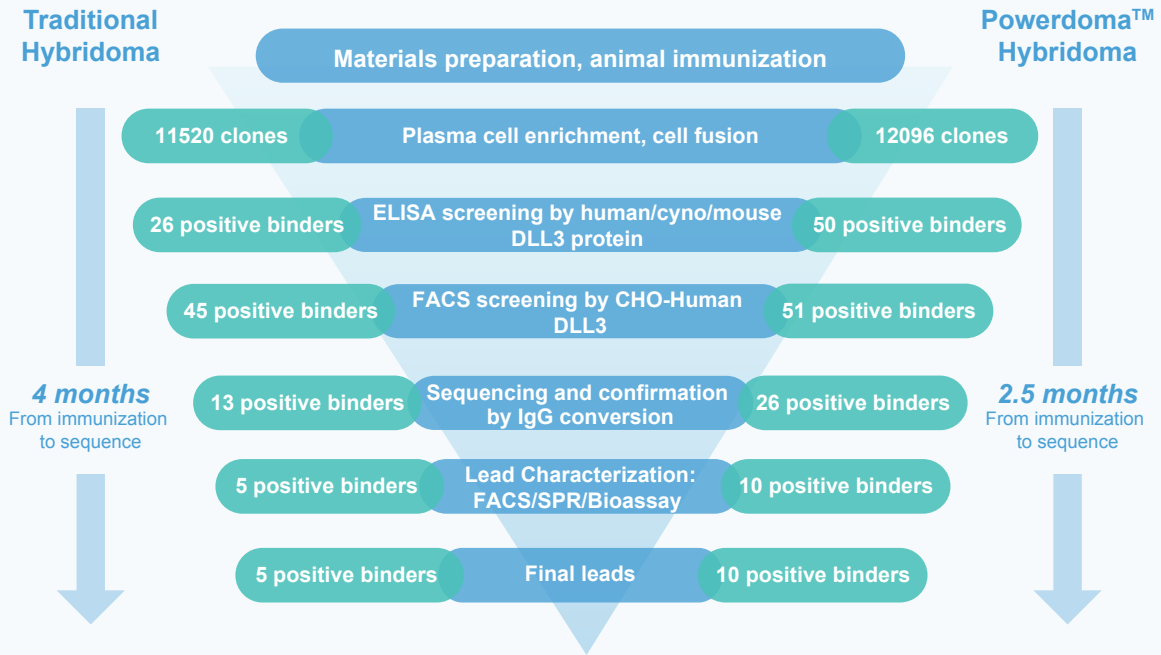 Traditional
Hybridoma
Powerdoma™
Hybridoma
Materials preparation, animal immunization
11520 clones
Plasma cell enrichment, cell fusion
12096 clones
26 positive binders
ELISA screening by human/cyno/mouse
DLL3 protein
50 positive binders
45 positive binders
FACS screening by CHO-Human
DLL3
51 positive binders
4 months
From immunization
to sequence
13 positive binders
Sequencing and confirmation
by IgG conversion
26 positive binders
2.5 months
From immunization
to sequence
5 positive binders
Lead Characterization:
FACS/SPR/Bioassay
10 positive binders
5 positive binders
Final leads
10 positive binders